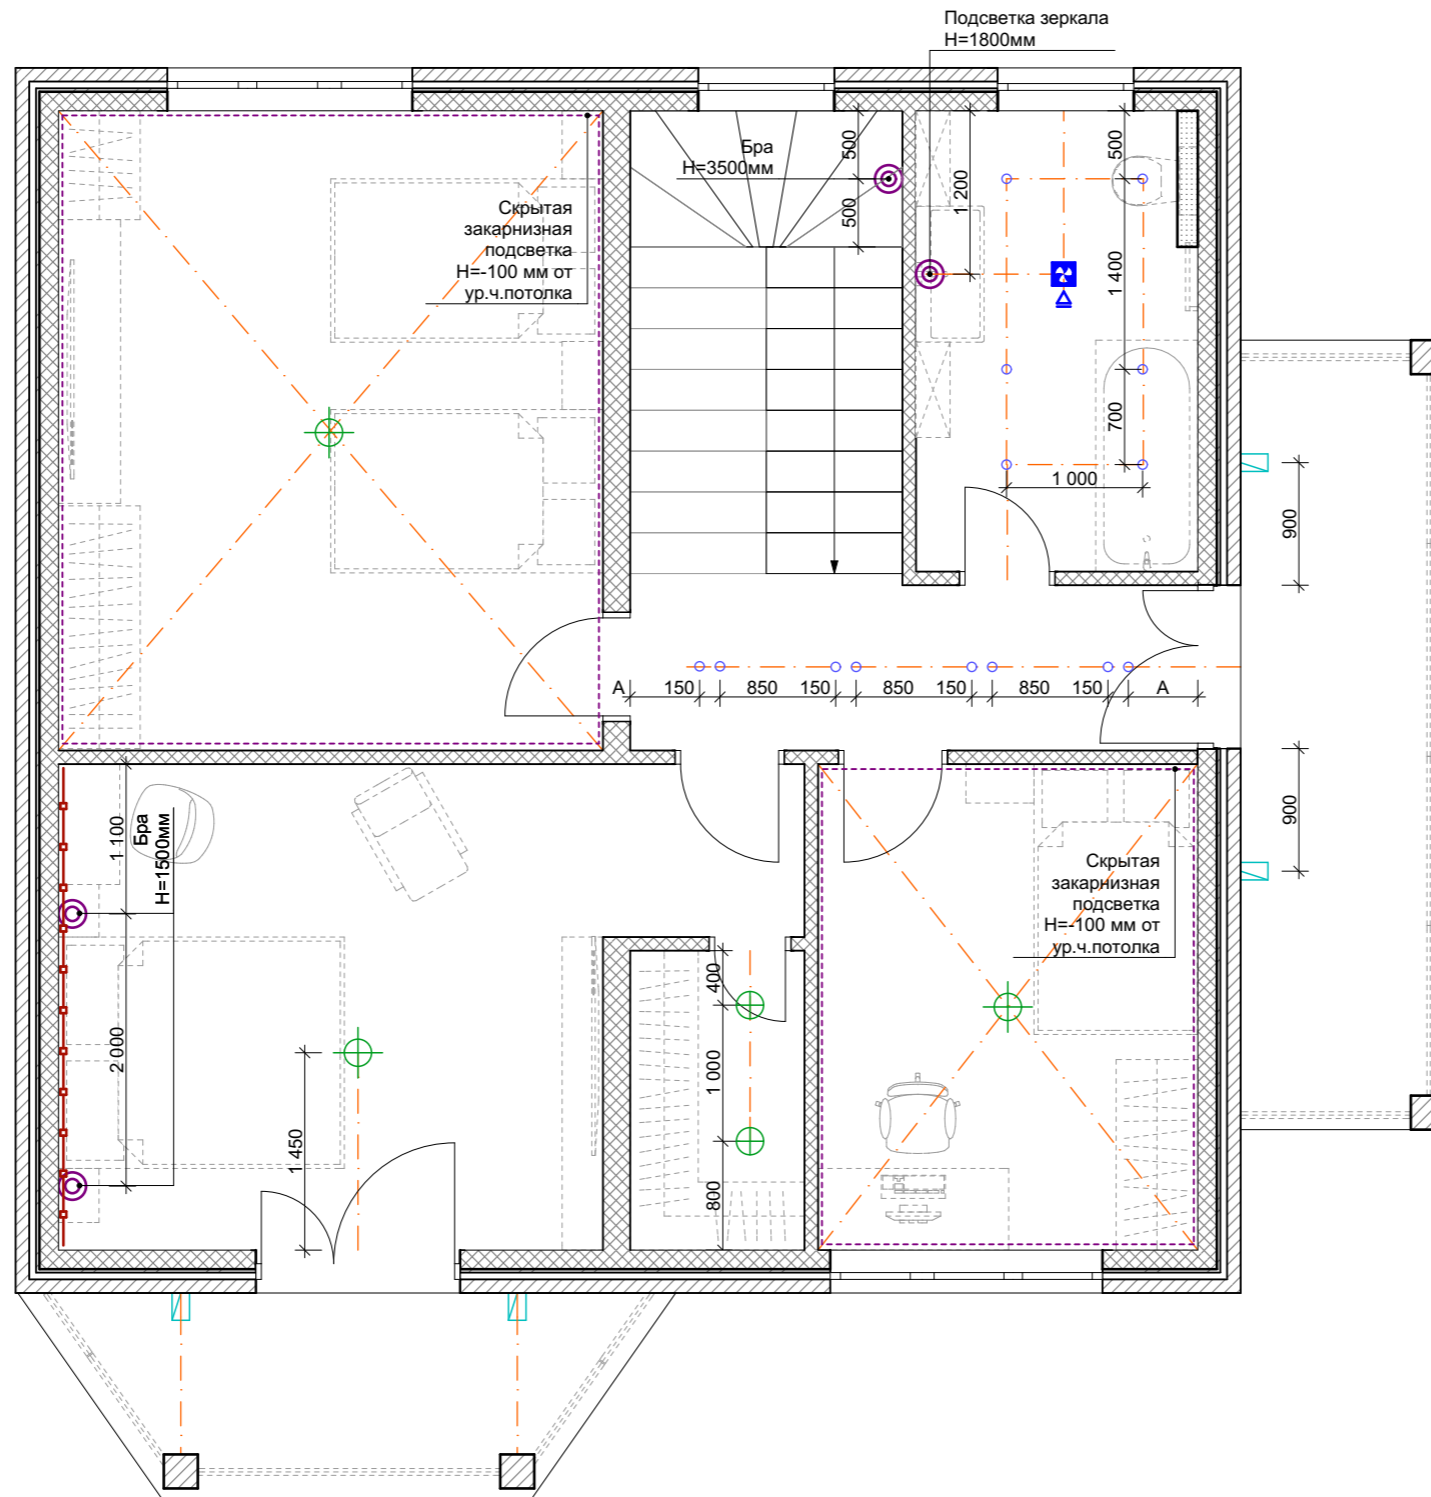 Подсветка зеркала
H=1800мм
Бра
H=3500мм
500
500
1 200
500
1 400
700
1 000
Скрытая
закарнизная
подсветка
H=-100 мм от
ур.ч.потолка
900
900
A
150
850
150
850
150
850
150
A
1 100
Бра
H=1500мм
2 000
1 450
400
1 000
800
Скрытая
закарнизная
подсветка
H=-100 мм от
ур.ч.потолка